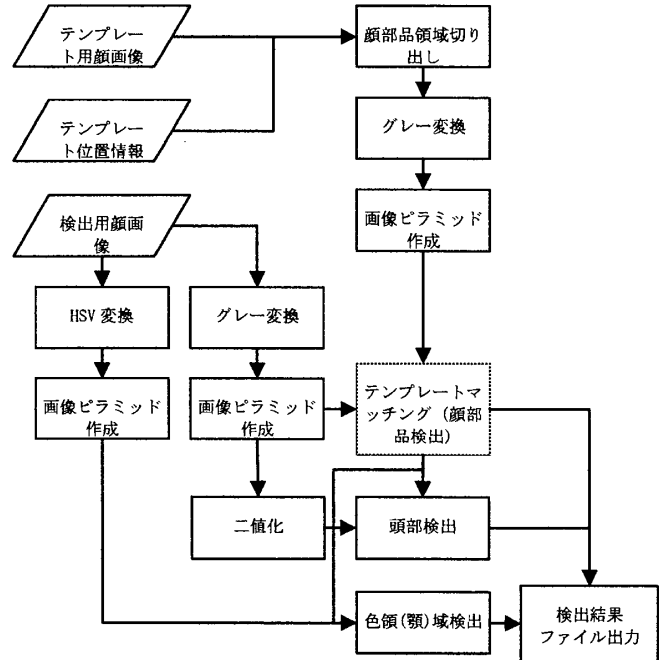 テンプレー
ト用顔画像
顔部品領域切り
出し
テンプレー
ト位置情報
グレー変換
検出用顔画
像
画像ピラミッド
作成
HSV 変換
グレー変換
画像ピラミッド
作成
画像ピラミッド
作成
テンプレートマ
ッチング（顔部
品検出）
二値化
頭部検出
色領(顎)域検出
検出結果
ファイル出力